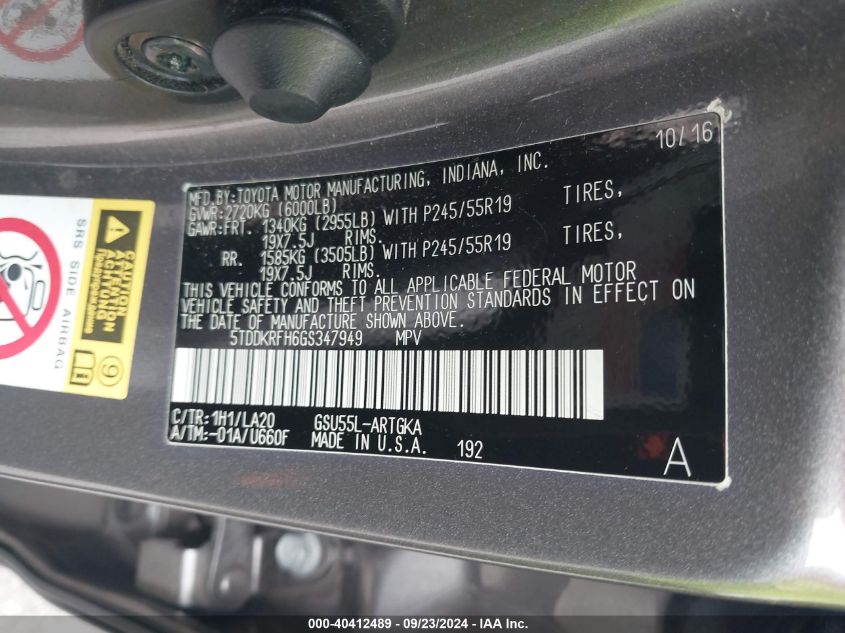 10/16
MFD.BY:TOYOTA MOTOR MANUFACTURING, INDIANA, INC.
GVWR:2720KG (6000LB)
GAWR:FRT. 1340KG (2955LB) WITH P245/55R19 TIRES,
19X7.5J RIMS.
RR. 1585KG (3505LB) WITH P245/55R19 TIRES,
19X7.5J RIMS.
THIS VEHICLE CONFORMS TO ALL APPLICABLE FEDERAL MOTOR
VEHICLE SAFETY AND THEFT PREVENTION STANDARDS IN EFFECT ON
THE DATE OF MANUFACTURE SHOWN ABOVE.
5TDDKRFH6GS347949 MPV
C/TR:1H1/LA20 GSU55L-ARTGKA
A/TM:-01A/U660F MADE IN U.S.A. 192
A
SRS SIDE AIRBAG
CAUTION
ATTENTION
ACHTUNG
9
000-40412489 - 09/23/2024 - IAA Inc.